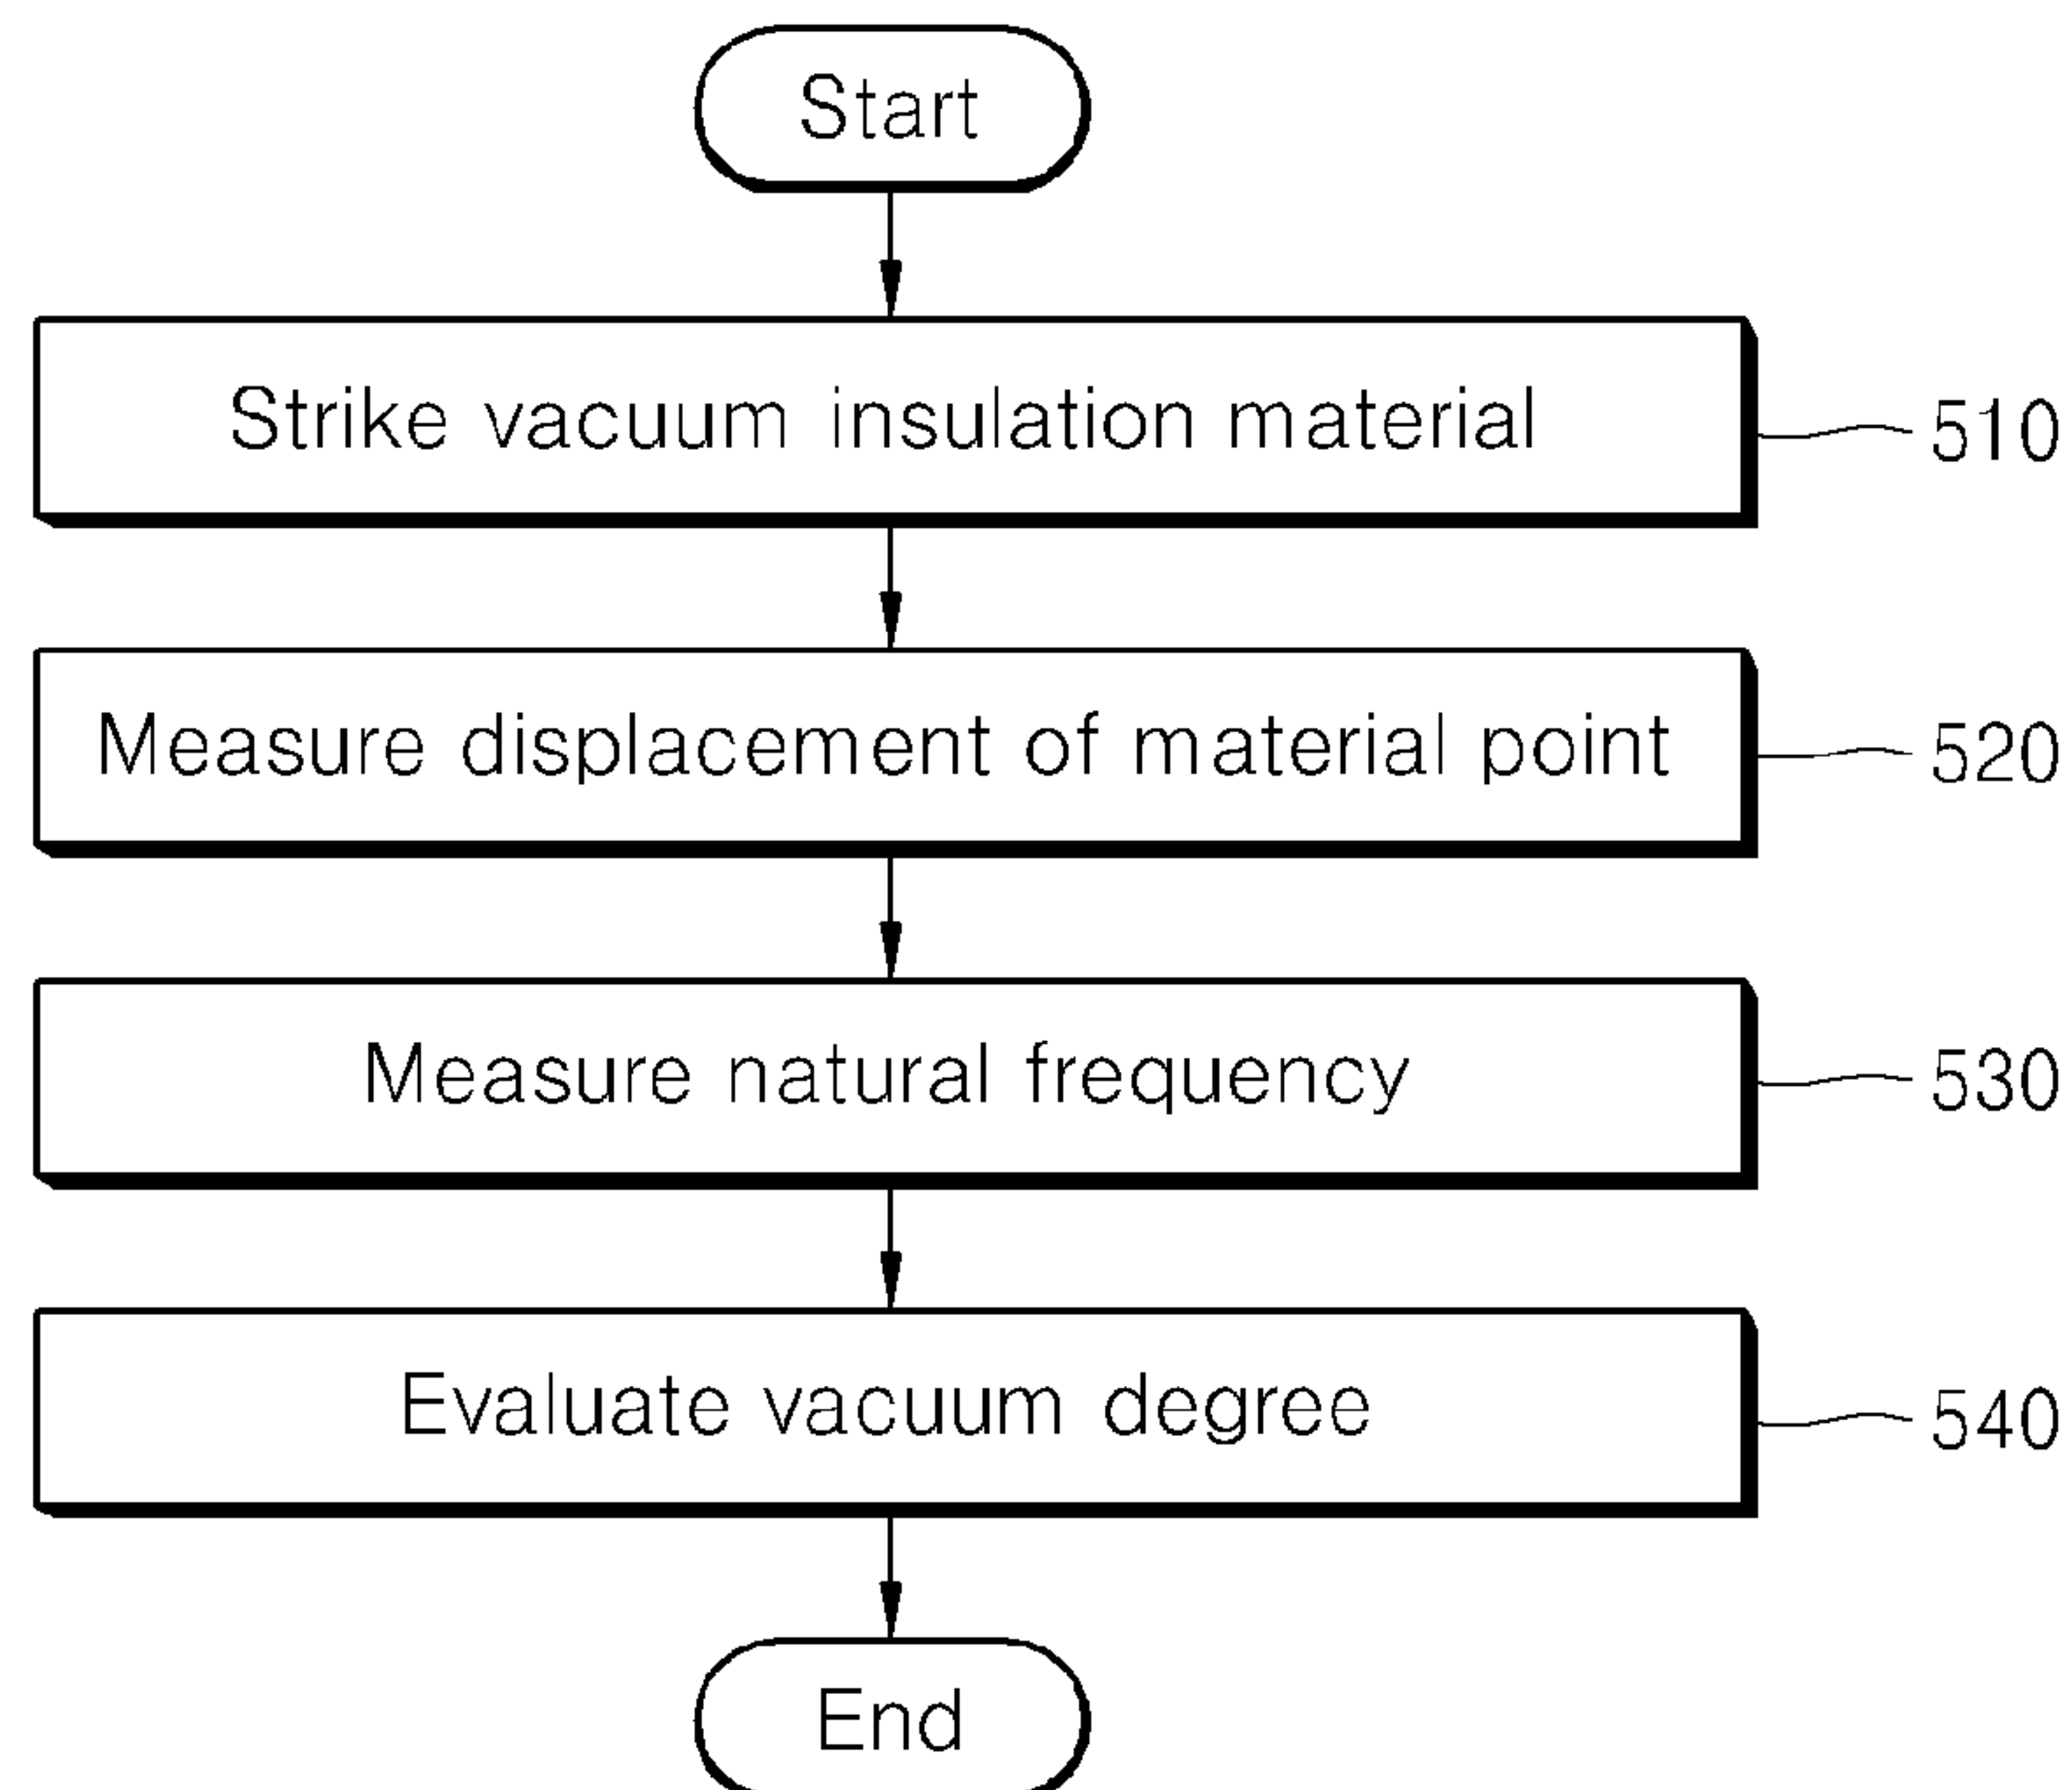 Start
Strike vacuum insulation material
510
Measure displacement of material point
520
Measure natural frequency
530
Evaluate vacuum degree
540
End